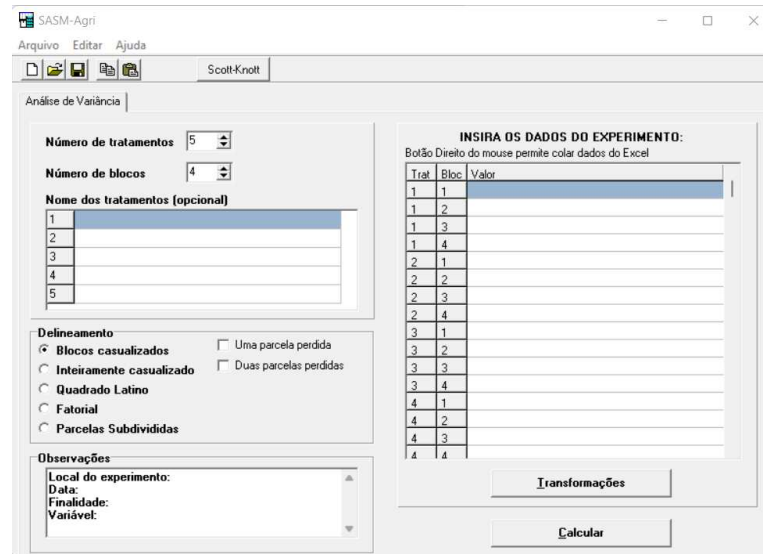 SASM-Agri
Arquivo Editar Ajuda
Scott-Knott
Análise de Variância
Número de tratamentos 5
Número de blocos 4
Nome dos tratamentos (opcional)
1
2
3
4
5
Delineamento
Blocos casualizados
Uma parcela perdida
Inteiramente casualizado
Duas parcelas perdidas
Quadrado Latino
Fatorial
Parcelas Subdivididas
Observações
Local do experimento:
Data:
Finalidade:
Variável:
INSIRA OS DADOS DO EXPERIMENTO:
Botão Direito do mouse permite colar dados do Excel
Trat Bloc Valor
1 1
1 2
1 3
1 4
2 1
2 2
2 3
2 4
3 1
3 2
3 3
3 4
4 1
4 2
4 3
4 4
Transformações
Calcular